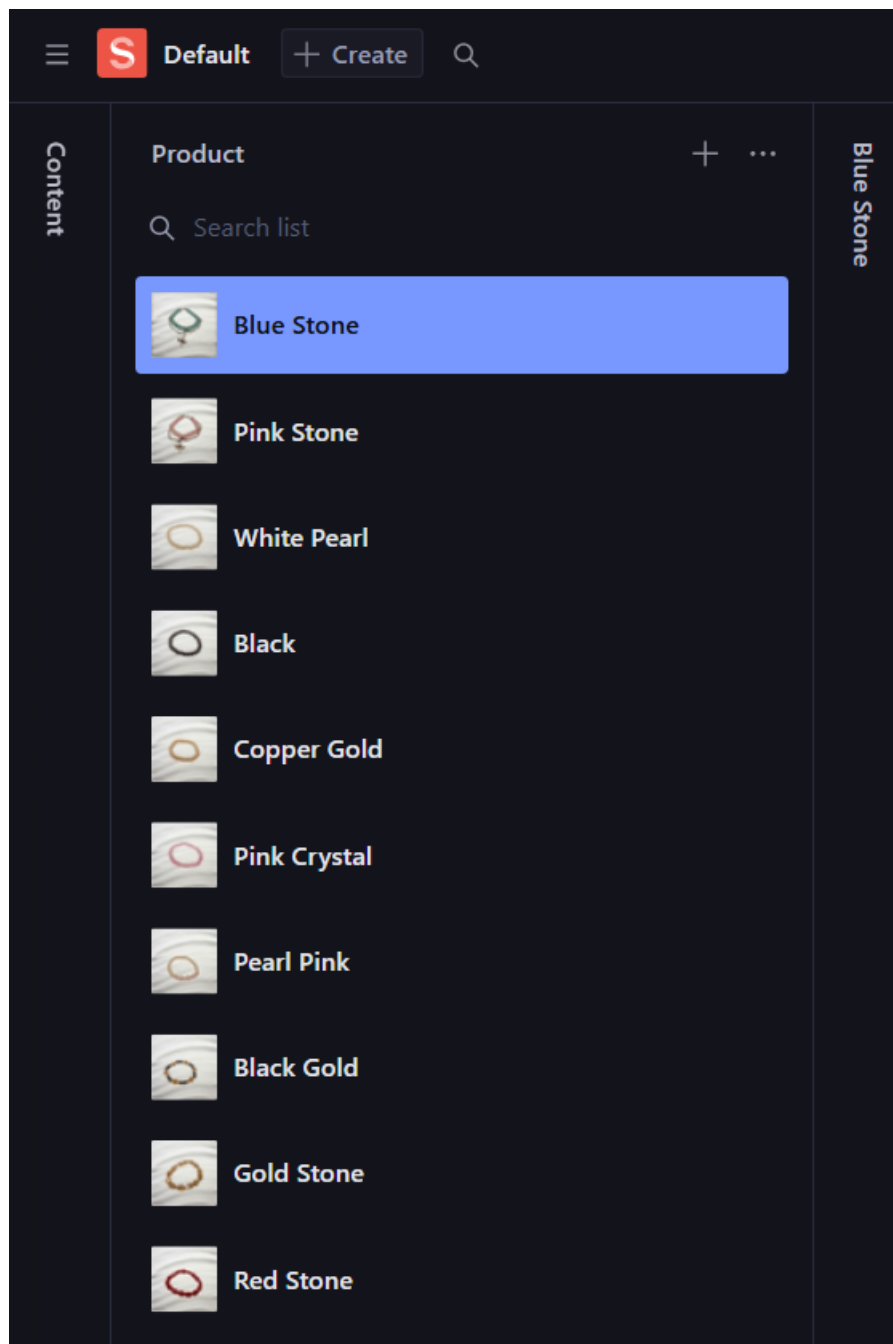 S Default + Create
Content
Product
Search list
Blue Stone
Pink Stone
White Pearl
Black
Copper Gold
Pink Crystal
Pearl Pink
Black Gold
Gold Stone
Red Stone
Blue Stone